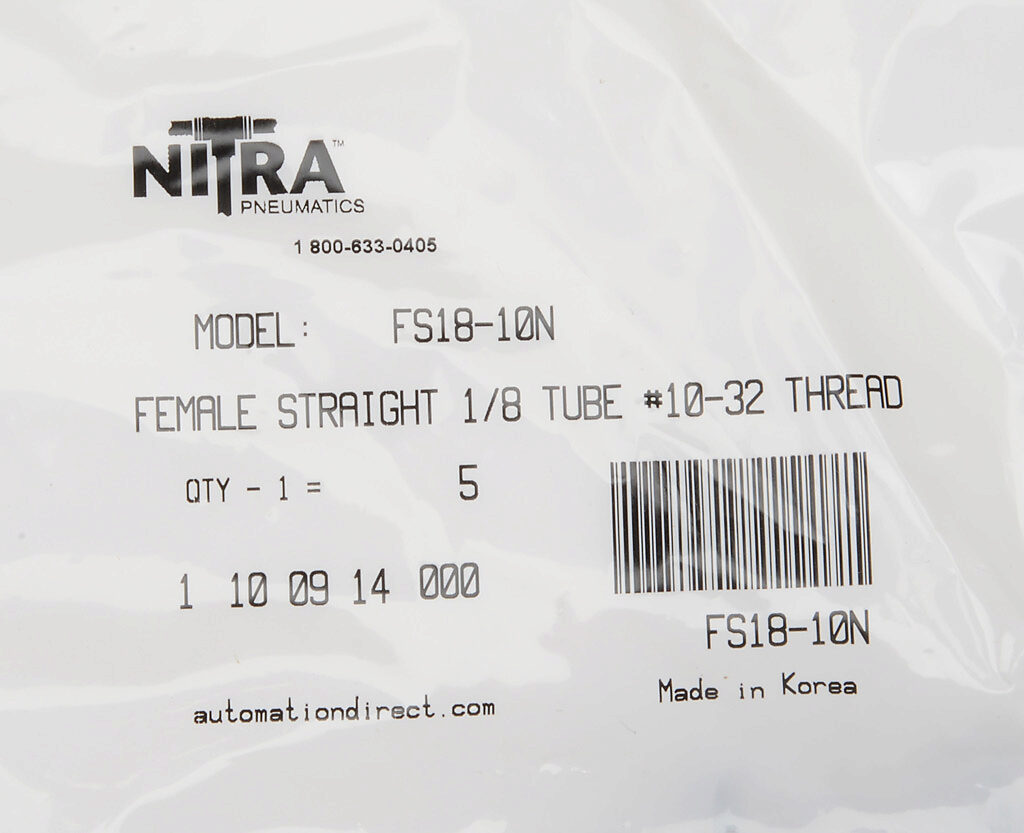 NITRA™
PNEUMATICS
1 800-633-0405
MODEL: FS18-10N
FEMALE STRAIGHT 1/8 TUBE #10-32 THREAD
QTY - 1 = 5
1 10 09 14 000
FS18-10N
Made in Korea
automationdirect.com